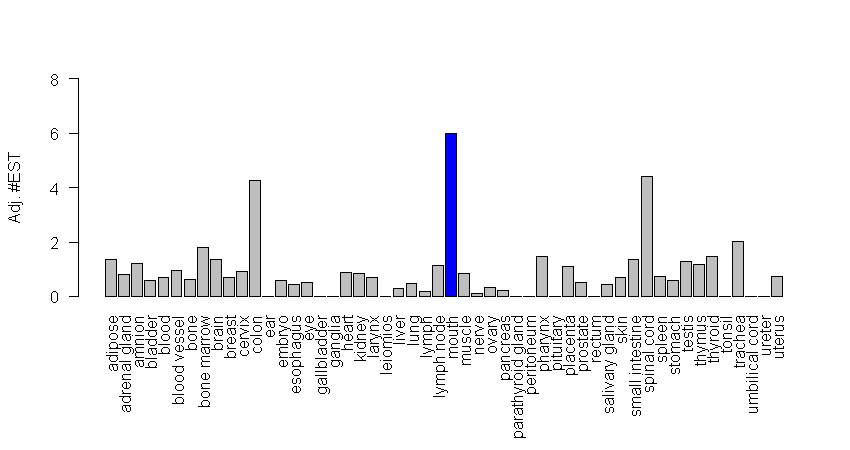 8
6
4
2
0
Adj. #EST
adipose
adrenal gland
amnion
bladder
blood
blood vessel
bone
bone marrow
brain
breast
cervix
colon
ear
embryo
esophagus
eye
gallbladder
ganglia
heart
kidney
larynx
leiomios
liver
lung
lymph
lymph node
mouth
muscle
nerve
ovary
pancreas
parathyroid gland
peritoneum
pharynx
pituitary
placenta
prostate
rectum
salivary gland
skin
small intestine
spinal cord
spleen
stomach
testis
thymus
thyroid
tonsil
trachea
umbilical cord
ureter
uterus